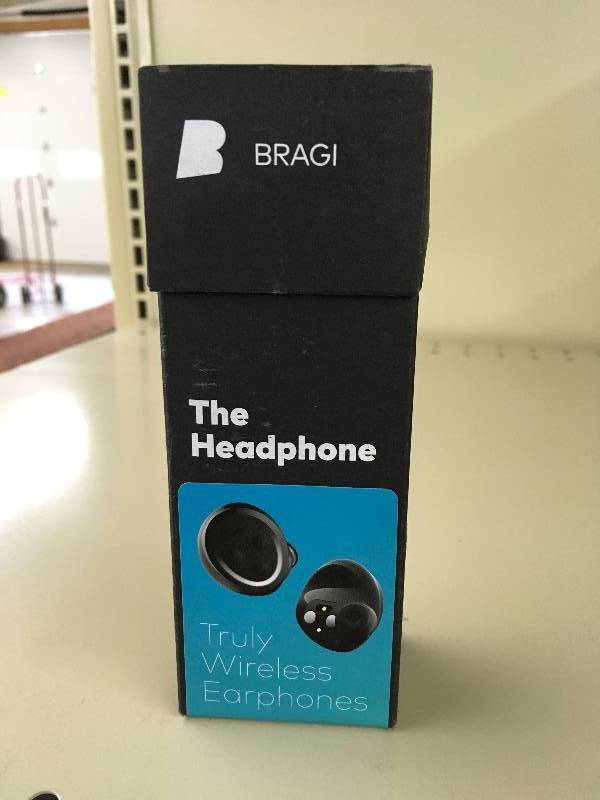 BRAGI
The
Headphone
Truly
Wireless
Earphones